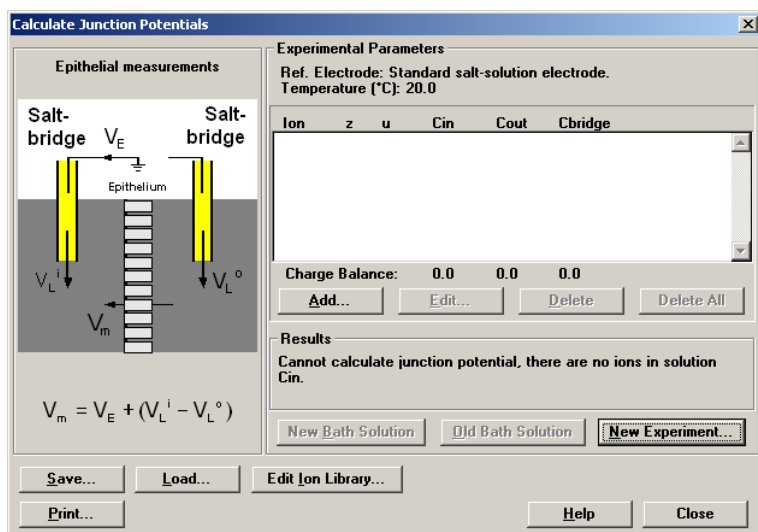 Calculate Junction Potentials
Epithelial measurements
Salt-
bridge
V_E
Salt-
bridge
Epithelium
V_L^i
V_L^o
V_m
V_m = V_E + (V_L^i – V_L^o)
Experimental Parameters
Ref. Electrode: Standard salt-solution electrode.
Temperature (°C): 20.0
Ion z u Cin Cout Cbridge
Charge Balance: 0.0 0.0 0.0
Add... Edit... Delete Delete All
Results
Cannot calculate junction potential, there are no ions in solution
Cin.
New Bath Solution Old Bath Solution New Experiment...
Save... Load... Edit Ion Library...
Print... Help Close